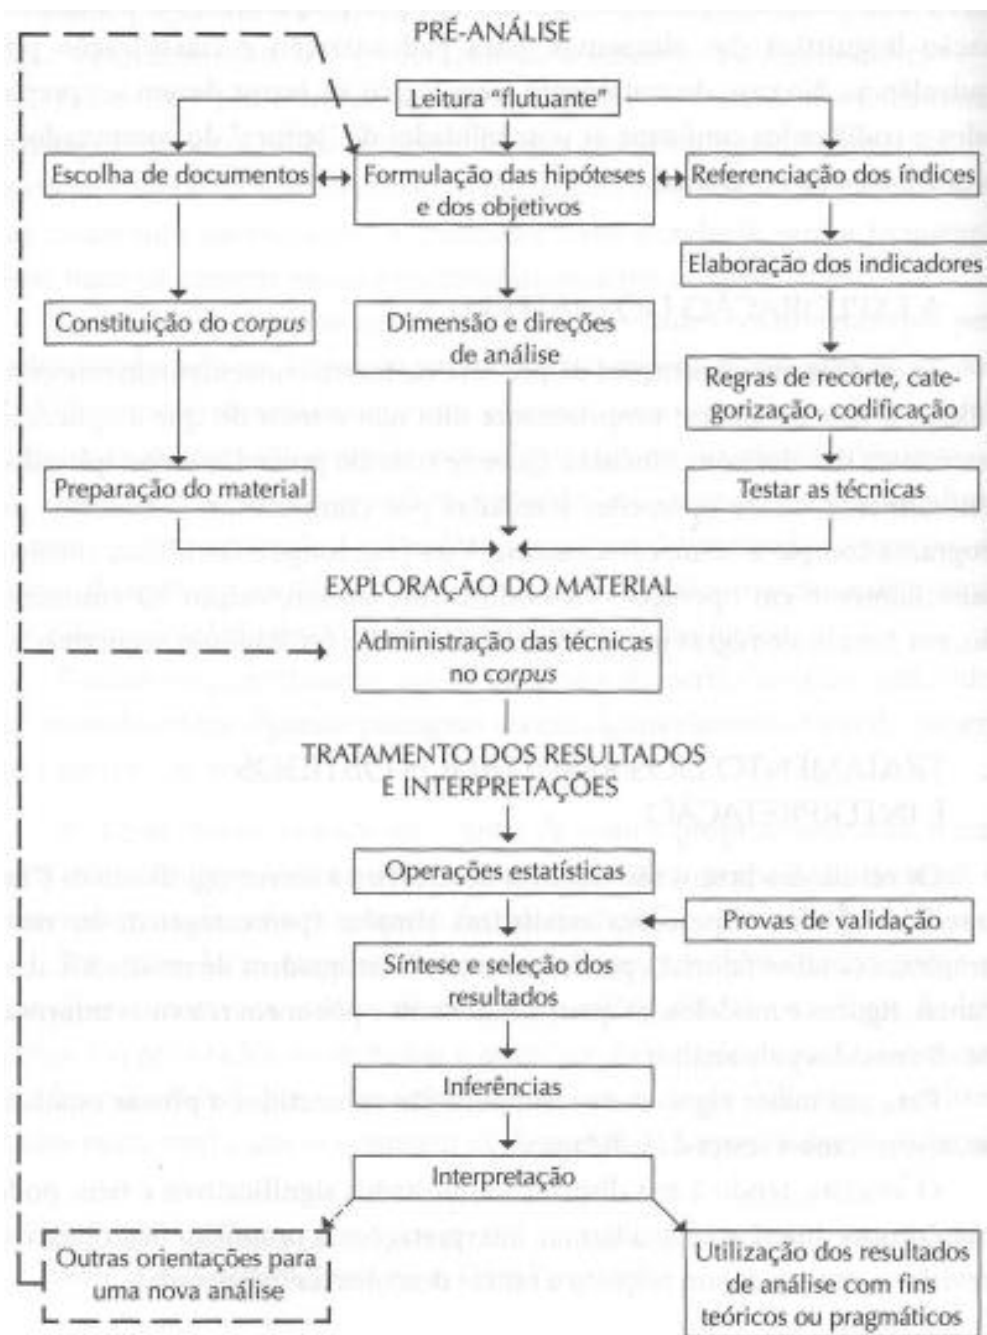 PRÉ-ANÁLISE
Leitura “flutuante”
Escolha de documentos
Formulação das hipóteses
e dos objetivos
Referenciação dos índices
Elaboração dos indicadores
Constituição do corpus
Dimensão e direções
de análise
Regras de recorte, cate-
gorização, codificação
Preparação do material
Testar as técnicas
EXPLORAÇÃO DO MATERIAL
Administração das técnicas
no corpus
TRATAMENTO DOS RESULTADOS
E INTERPRETAÇÕES
Operações estatísticas
Provas de validação
Síntese e seleção dos
resultados
Inferências
Interpretação
Outras orientações para
uma nova análise
Utilização dos resultados
de análise com fins
teóricos ou pragmáticos